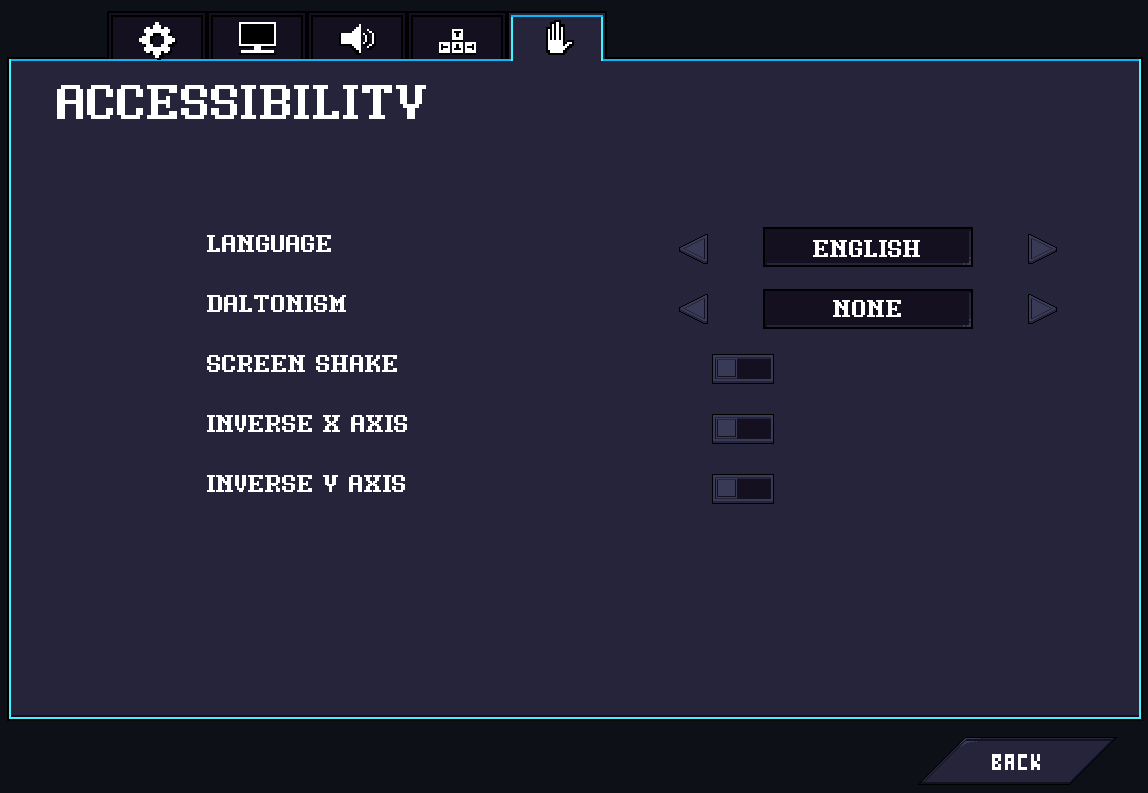 ACCESSIBILITY
LANGUAGE
ENGLISH
DALTONISM
NONE
SCREEN SHAKE
INVERSE X AXIS
INVERSE Y AXIS
BACK